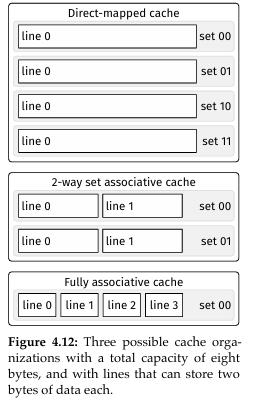 Direct-mapped cache
line 0 set 00
line 0 set 01
line 0 set 10
line 0 set 11
2-way set associative cache
line 0 line 1 set 00
line 0 line 1 set 01
Fully associative cache
line 0 line 1 line 2 line 3 set 00
Figure 4.12: Three possible cache orga-
nizations with a total capacity of eight
bytes, and with lines that can store two
bytes of data each.